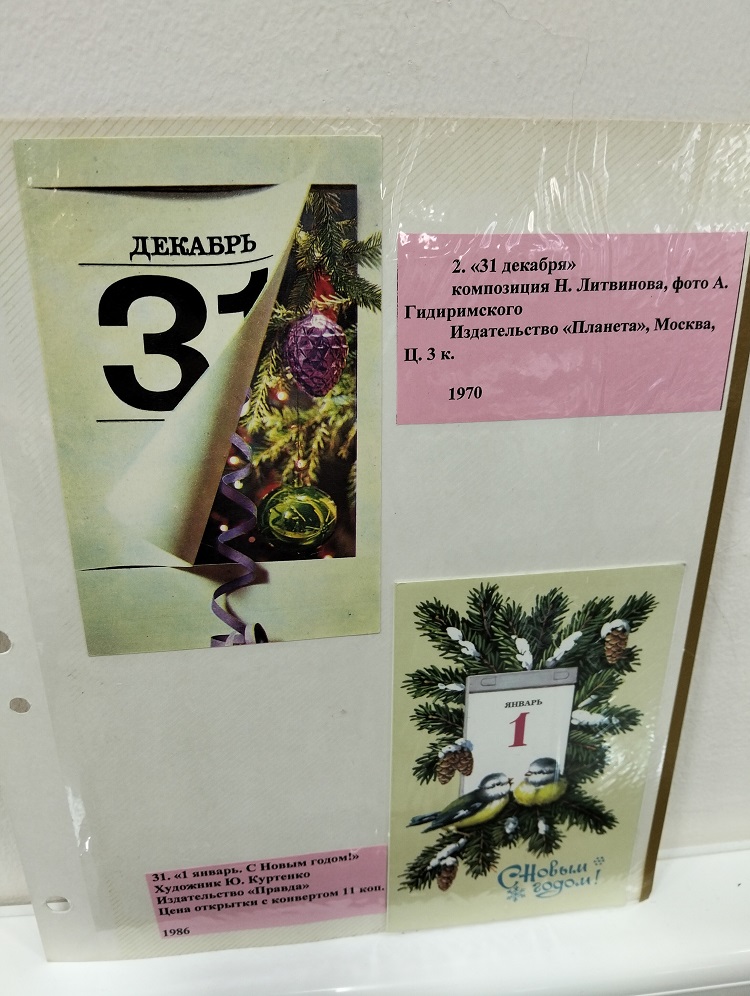 ДЕКАБРЬ
31
2. «31 декабря»
композиция Н. Литвинова, фото А.
Гидиримского
Издательство «Планета», Москва,
Ц. 3 к.
1970
ЯНВАРЬ
1
С Новым
годом!
31. «1 январь. С Новым годом!»
Художник Ю. Куртенко
Издательство «Правда»
Цена открытки с конвертом 11 коп.
1986